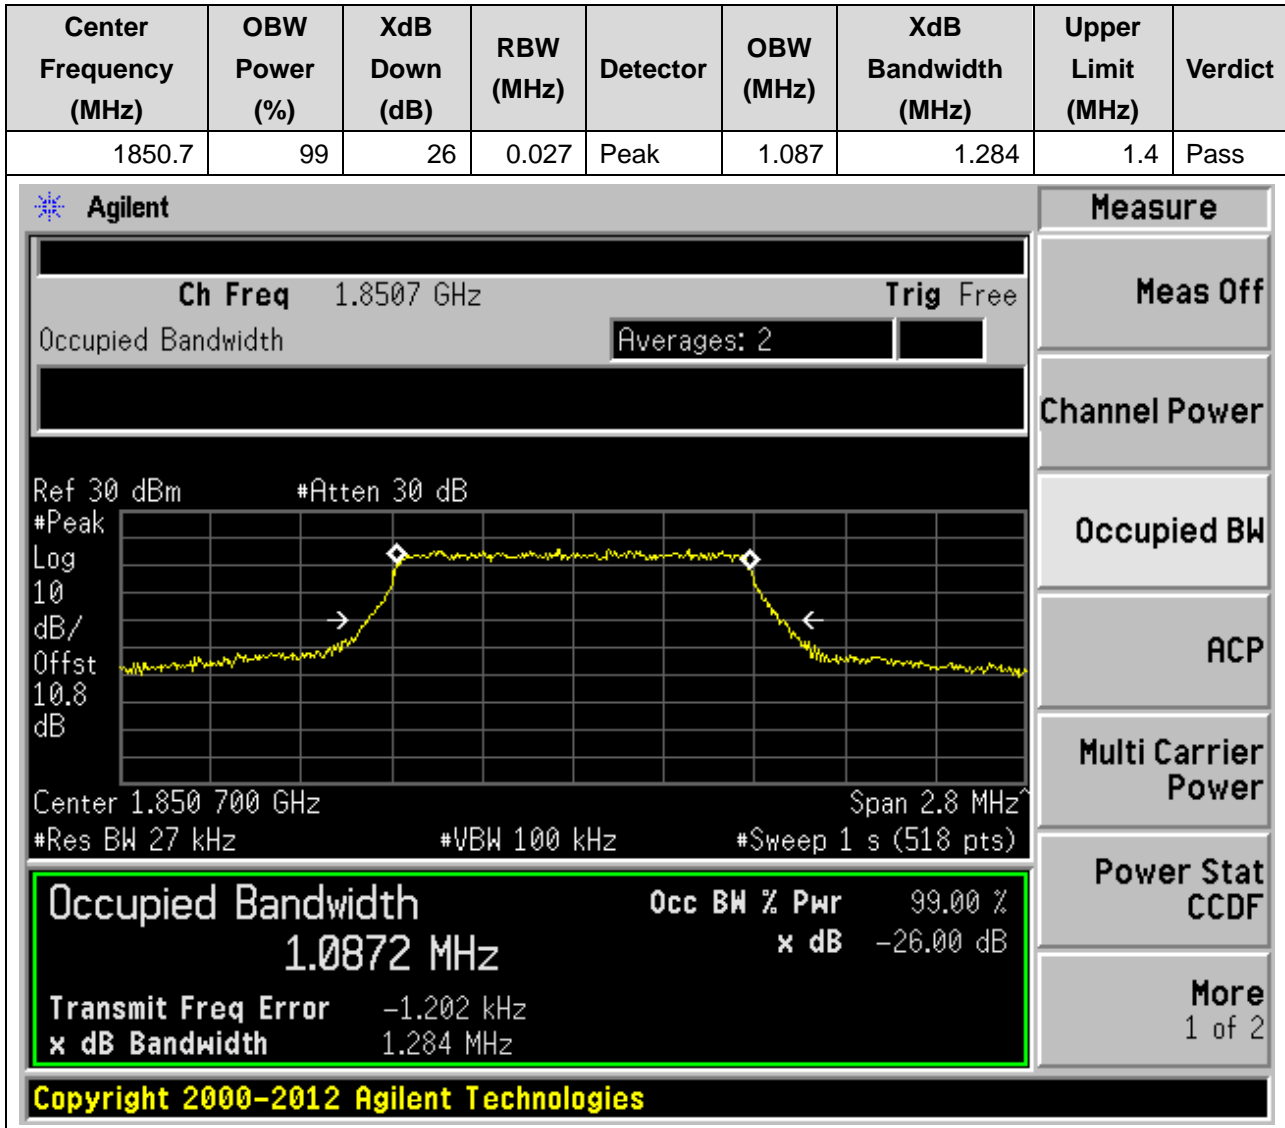 Center Frequency (MHz) OBW Power (%) XdB Down (dB) RBW (MHz) Detector OBW (MHz) XdB Bandwidth (MHz) Upper Limit (MHz) Verdict
1850.7 99 26 0.027 Peak 1.087 1.284 1.4 Pass
Agilent
Measure
Ch Freq 1.8507 GHz Trig Free
Meas Off
Occupied Bandwidth Averages: 2
Channel Power
Ref 30 dBm #Atten 30 dB
#Peak
Log
10
dB/
Offst
10.8
dB
Occupied BW
ACP
Multi Carrier
Power
Center 1.850 700 GHz Span 2.8 MHz^
#Res BW 27 kHz #VBW 100 kHz #Sweep 1 s (518 pts)
Power Stat
CCDF
Occupied Bandwidth Occ BW % Pwr 99.00 %
1.0872 MHz x dB -26.00 dB
Transmit Freq Error -1.202 kHz
x dB Bandwidth 1.284 MHz
More
1 of 2
Copyright 2000-2012 Agilent Technologies